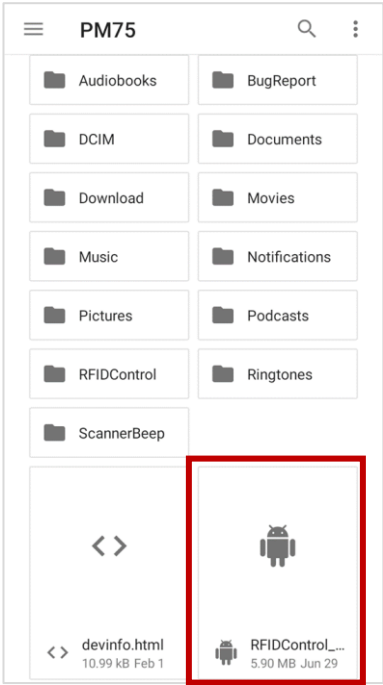 PM75
Audiobooks
BugReport
DCIM
Documents
Download
Movies
Music
Notifications
Pictures
Podcasts
RFIDControl
Ringtones
ScannerBeep
devinfo.html
10.99 kB Feb 1
RFIDControl_...
5.90 MB Jun 29